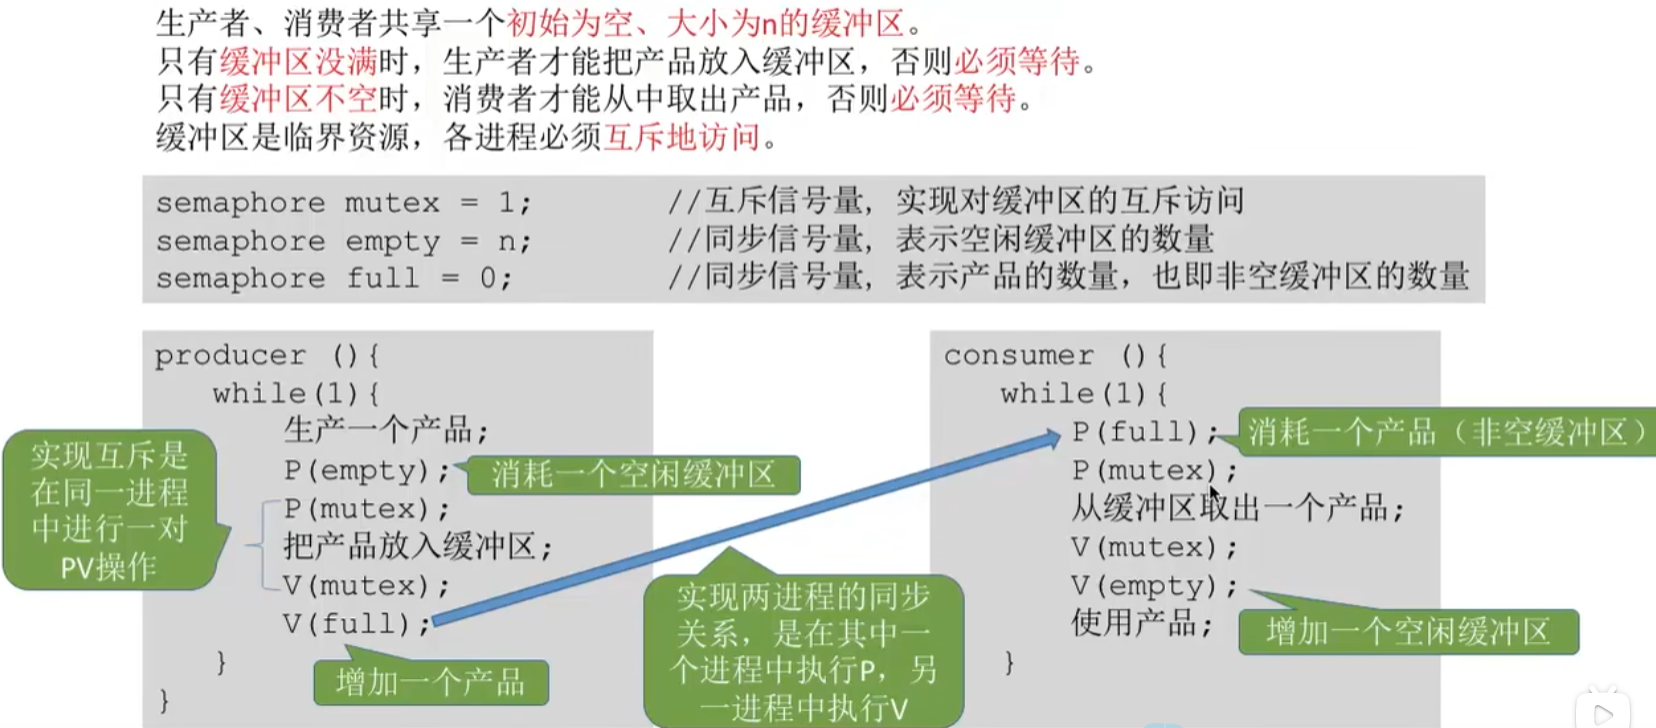 生产者、消费者共享一个初始为空、大小为n的缓冲区。
只有缓冲区没满时，生产者才能把产品放入缓冲区，否则必须等待。
只有缓冲区不空时，消费者才能从中取出产品，否则必须等待。
缓冲区是临界资源，各进程必须互斥地访问。
semaphore mutex = 1; //互斥信号量，实现对缓冲区的互斥访问
semaphore empty = n; //同步信号量，表示空闲缓冲区的数量
semaphore full = 0; //同步信号量，表示产品的数量，也即非空缓冲区的数量
producer (){
while(1){
生产一个产品;
P(empty);
消耗一个空闲缓冲区
P(mutex);
把产品放入缓冲区;
V(mutex);
V(full);
增加一个产品
}
}
实现互斥是
在同一进程
中进行一对
PV操作
实现两进程的同步
关系，是在其中一
个进程中执行P，另
一进程中执行V
consumer (){
while(1){
P(full);
消耗一个产品（非空缓冲区）
P(mutex);
从缓冲区取出一个产品;
V(mutex);
V(empty);
增加一个空闲缓冲区
使用产品;
}